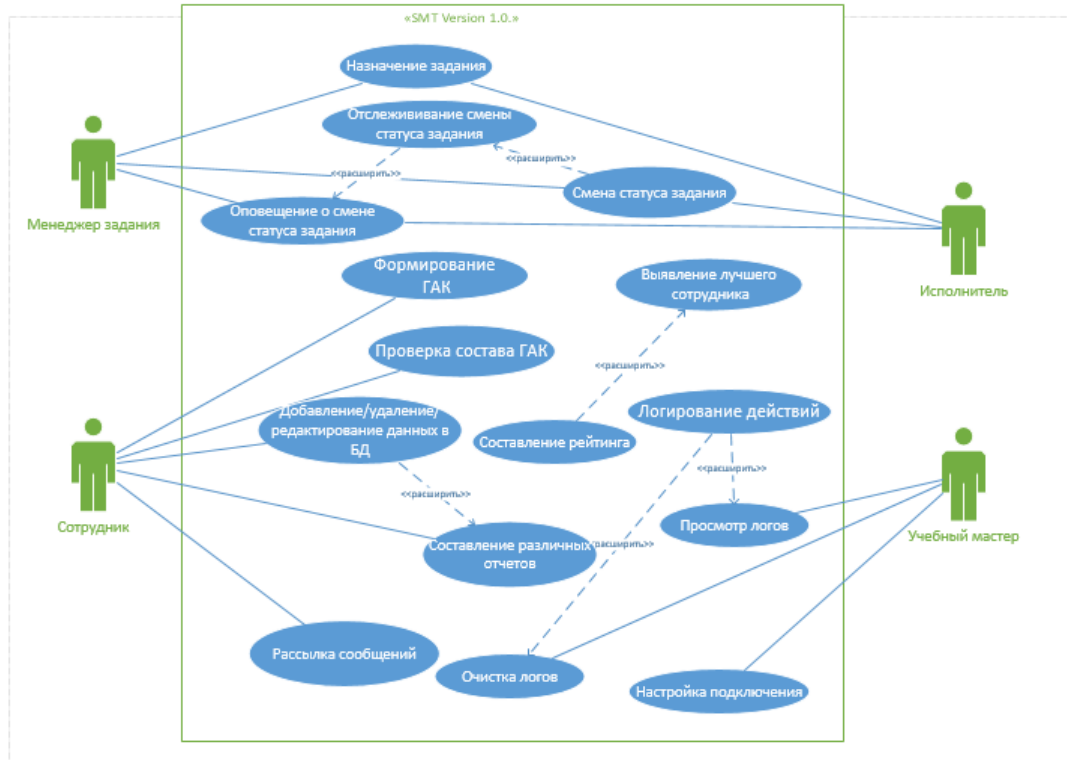 «SMT Version 1.0.»
Назначение задания
Отслежививание смены
статуса задания
<<расширить>>
<<расширить>>
Смена статуса задания
Оповещение о смене
статуса задания
Менеджер задания
Исполнитель
Формирование
ГАК
Выявление лучшего
сотрудника
Проверка состава ГАК
<<расширить>>
Добавление/удаление/
редактирование данных в
БД
Составление рейтинга
Логирование действий
<<расширить>>
<<расширить>>
Сотрудник
Составление различных
отчетов
расширить>>
Просмотр логов
Учебный мастер
Рассылка сообщений
Очистка логов
Настройка подключения